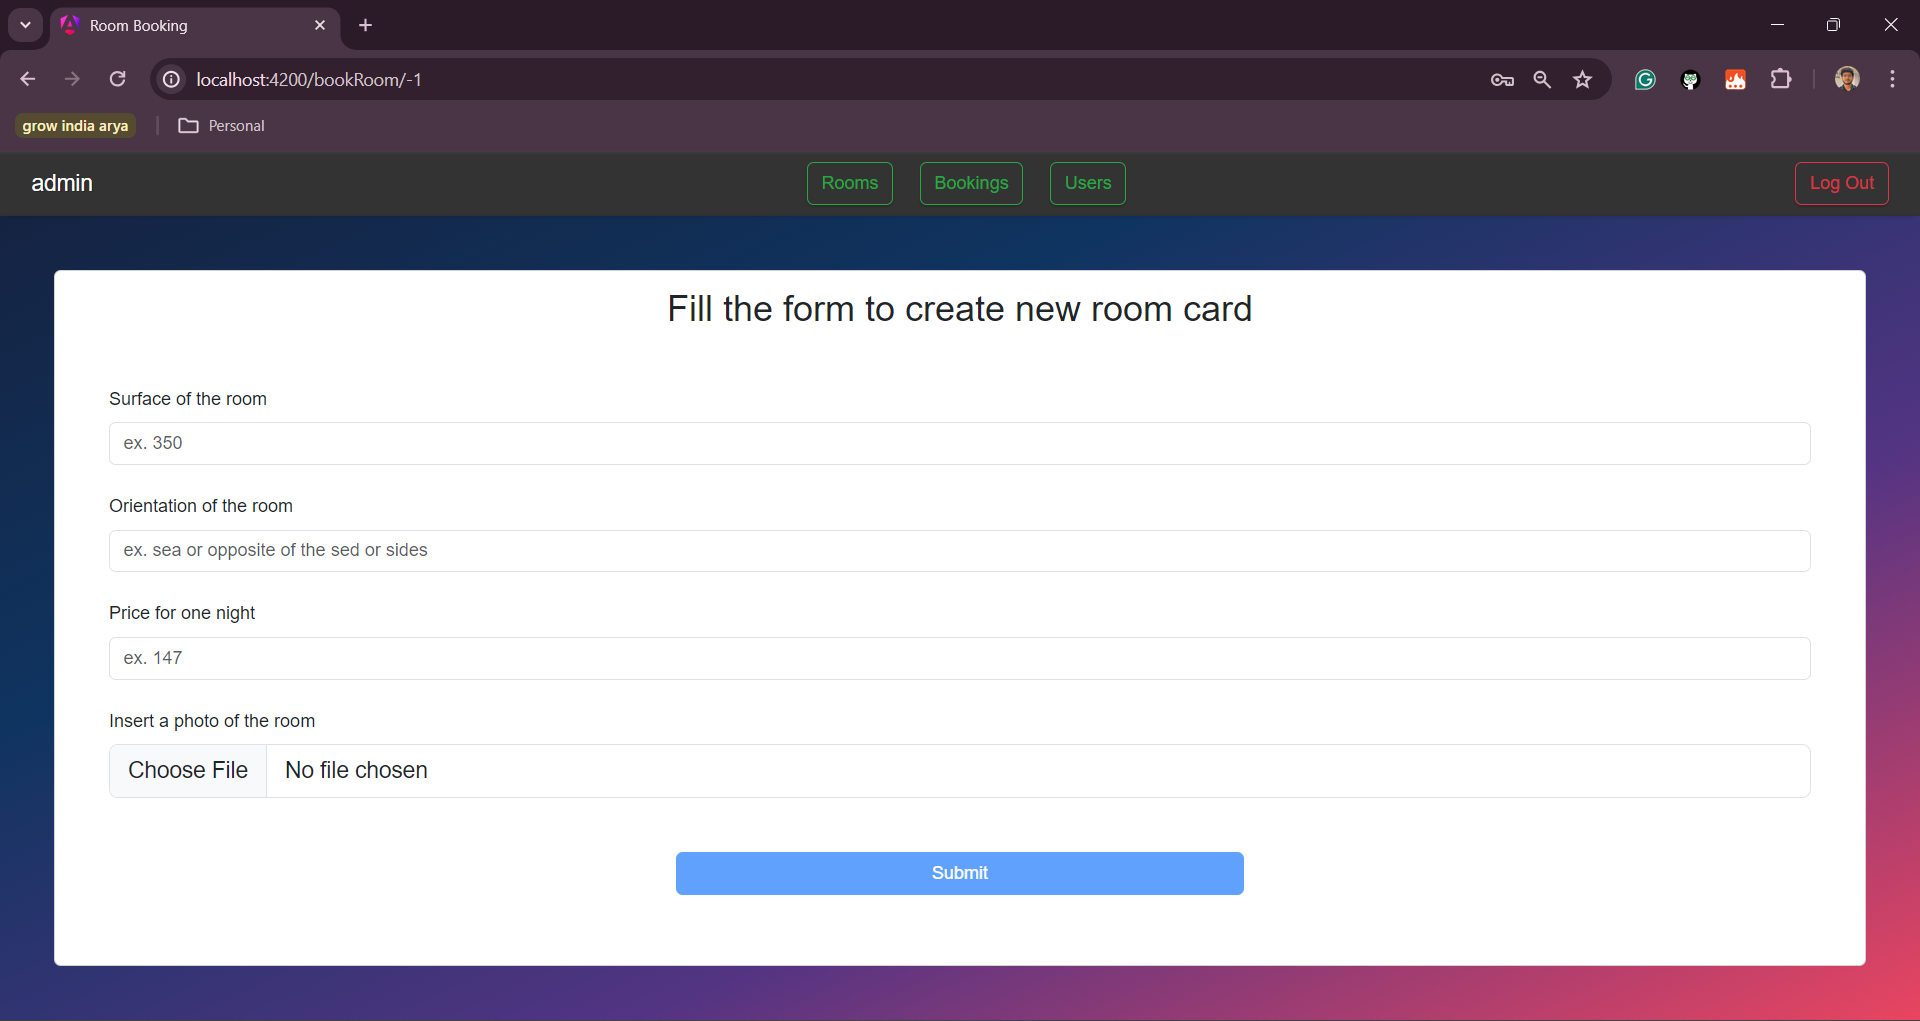 Room Booking
localhost:4200/bookRoom/-1
grow india arya
Personal
admin
Rooms
Bookings
Users
Log Out
Fill the form to create new room card
Surface of the room
ex. 350
Orientation of the room
ex. sea or opposite of the sed or sides
Price for one night
ex. 147
Insert a photo of the room
Choose File No file chosen
Submit